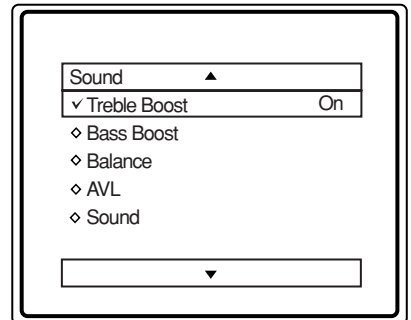 Sound ▲
✓ Treble Boost On
◇ Bass Boost
◇ Balance
◇ AVL
◇ Sound
▼